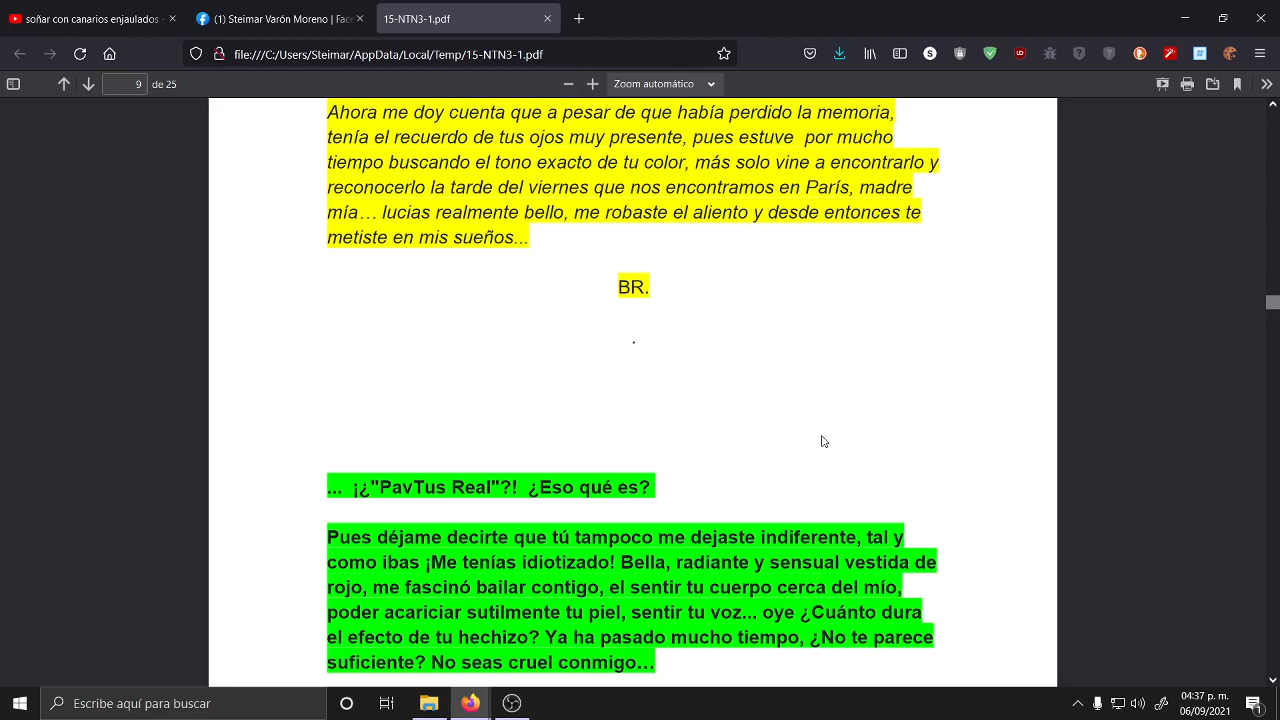 soñar con canarios enjaulados -
(1) Steimar Varón Moreno | Face
15-NTN3-1.pdf
file:///C:/Users/Steimar/AppData/Local/Temp/15-NTN3-1.pdf
9 de 25
Zoom automático
Ahora me doy cuenta que a pesar de que había perdido la memoria,
tenía el recuerdo de tus ojos muy presente, pues estuve por mucho
tiempo buscando el tono exacto de tu color, más solo vine a encontrarlo y
reconocerlo la tarde del viernes que nos encontramos en París, madre
mía… lucias realmente bello, me robaste el aliento y desde entonces te
metiste en mis sueños...
BR.
.
... ¡¿"PavTus Real"?! ¿Eso qué es?
Pues déjame decirte que tú tampoco me dejaste indiferente, tal y
como ibas ¡Me tenías idiotizado! Bella, radiante y sensual vestida de
rojo, me fascinó bailar contigo, el sentir tu cuerpo cerca del mío,
poder acariciar sutilmente tu piel, sentir tu voz... oye ¿Cuánto dura
el efecto de tu hechizo? Ya ha pasado mucho tiempo, ¿No te parece
suficiente? No seas cruel conmigo…
Escribe aquí para buscar
04:37 p. m.
06/09/2021
1